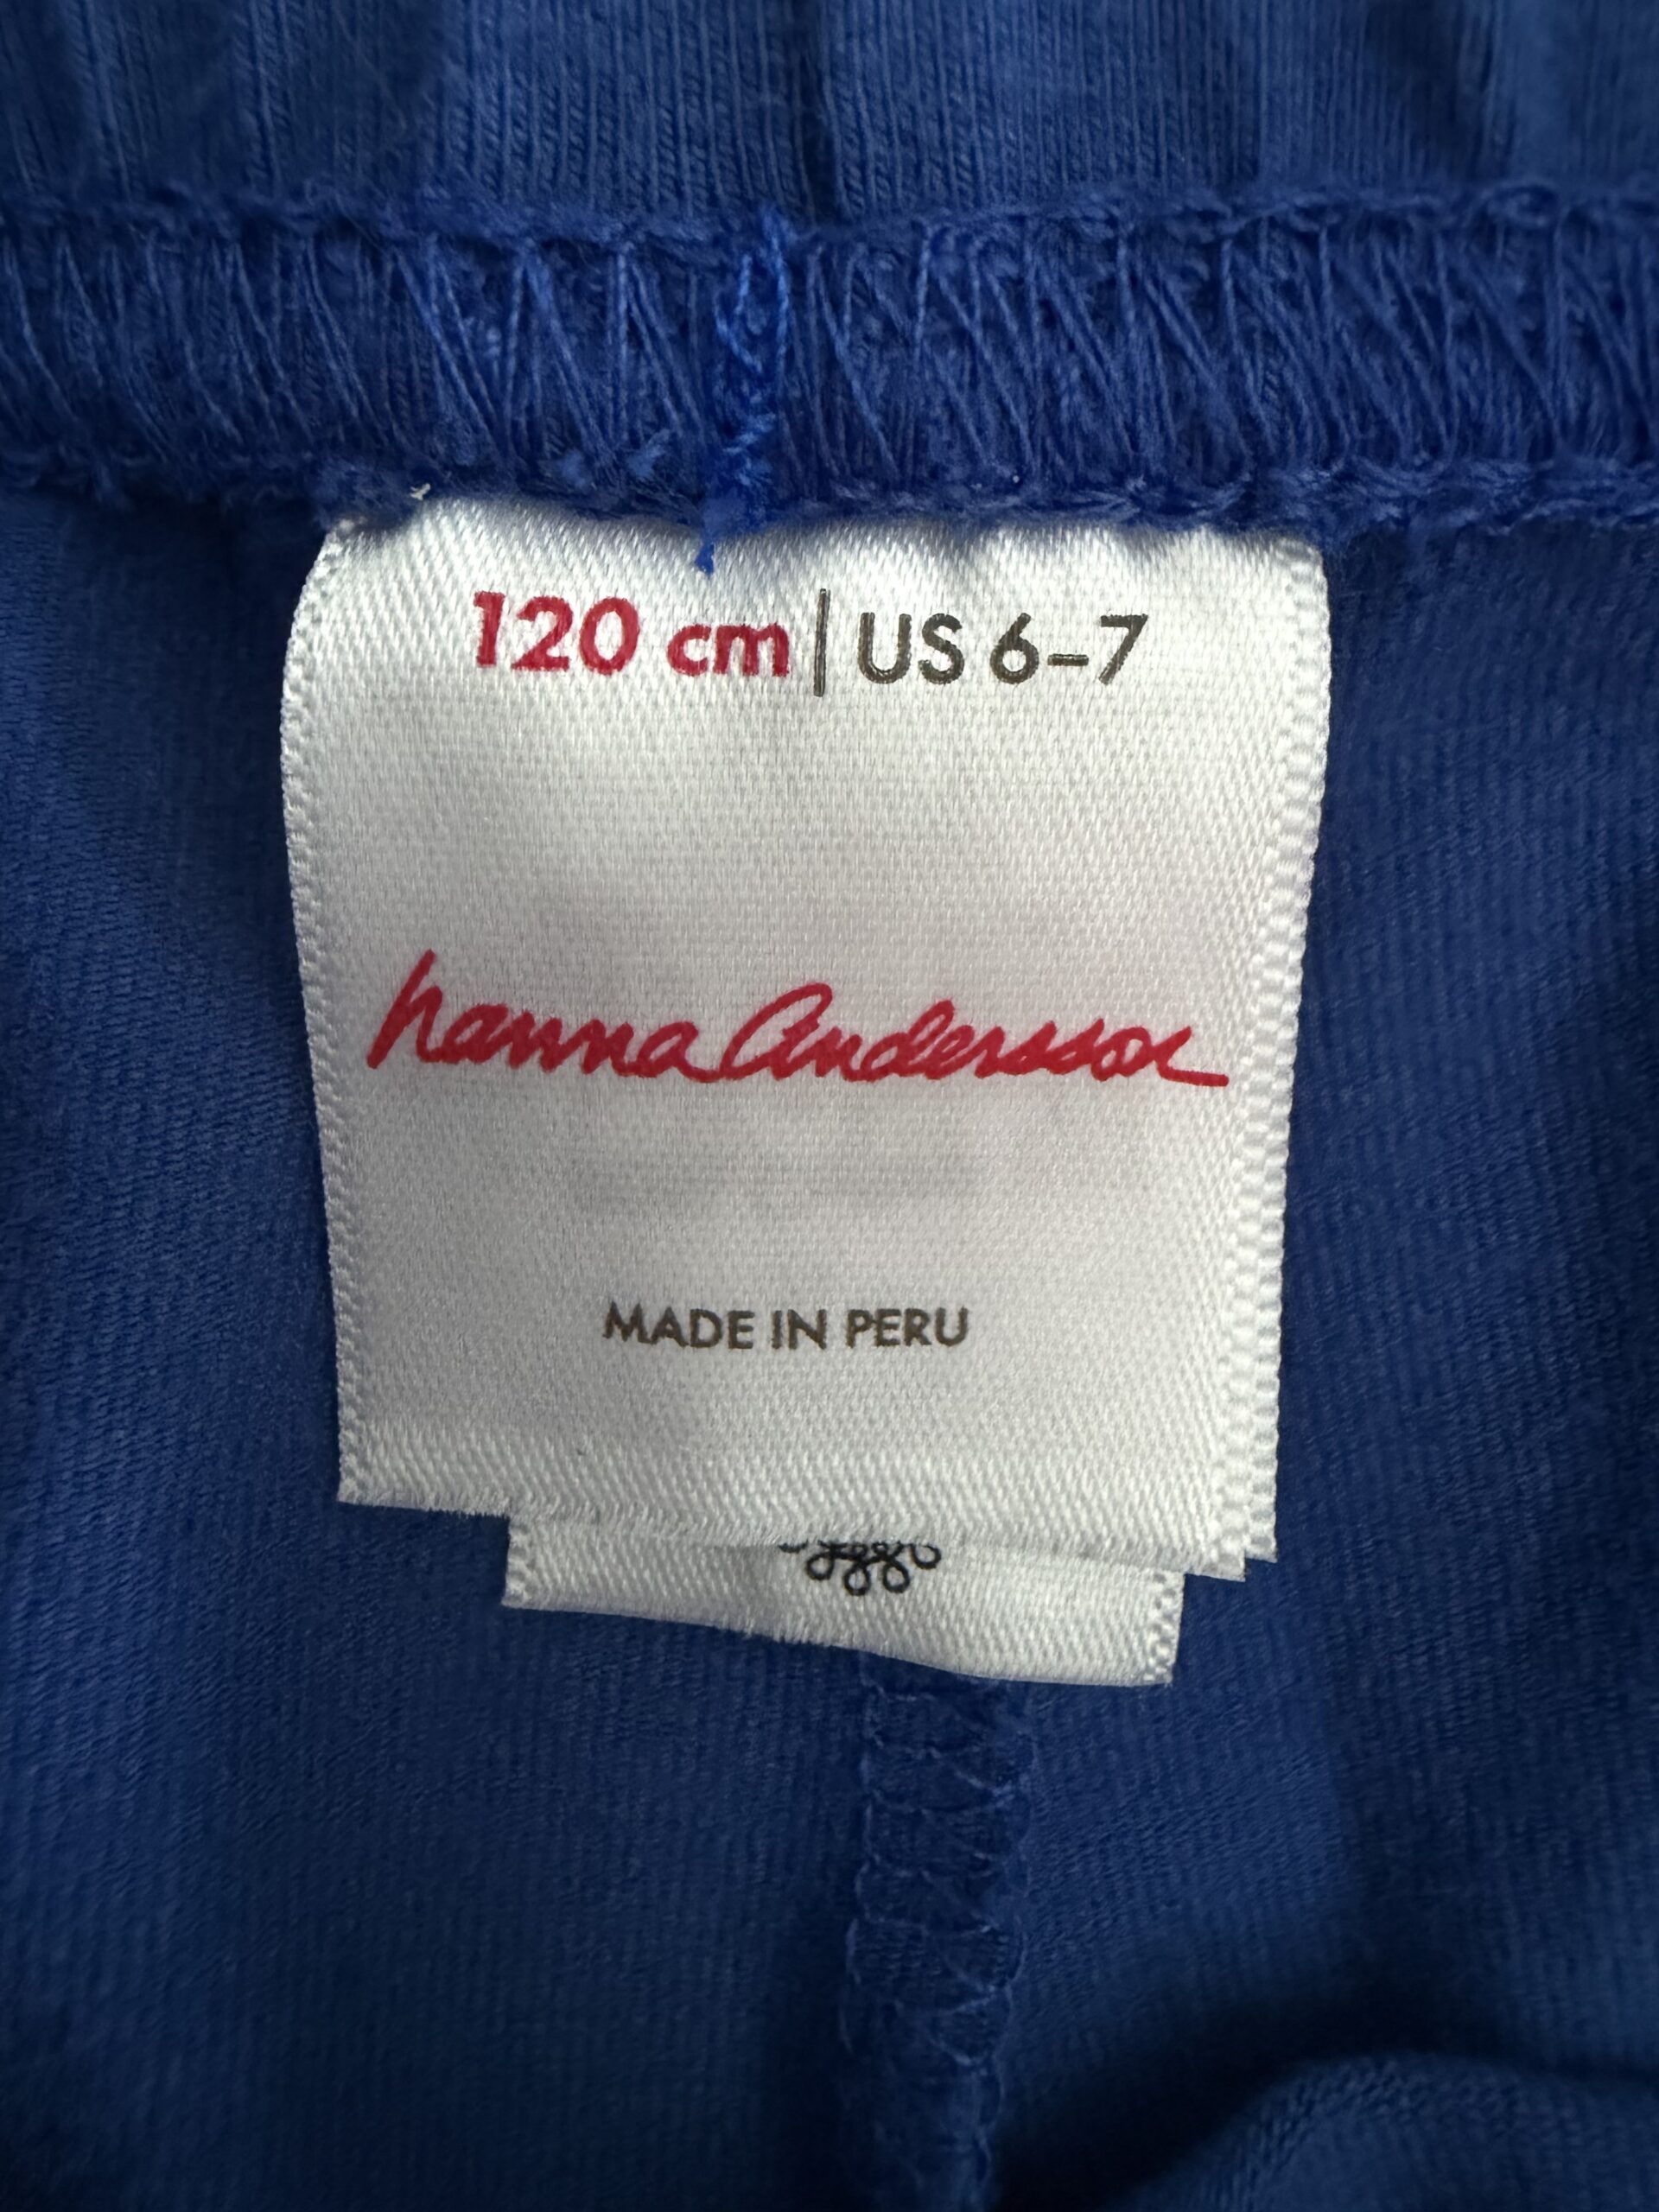 120 cm | US 6–7
hanna Andersson
MADE IN PERU